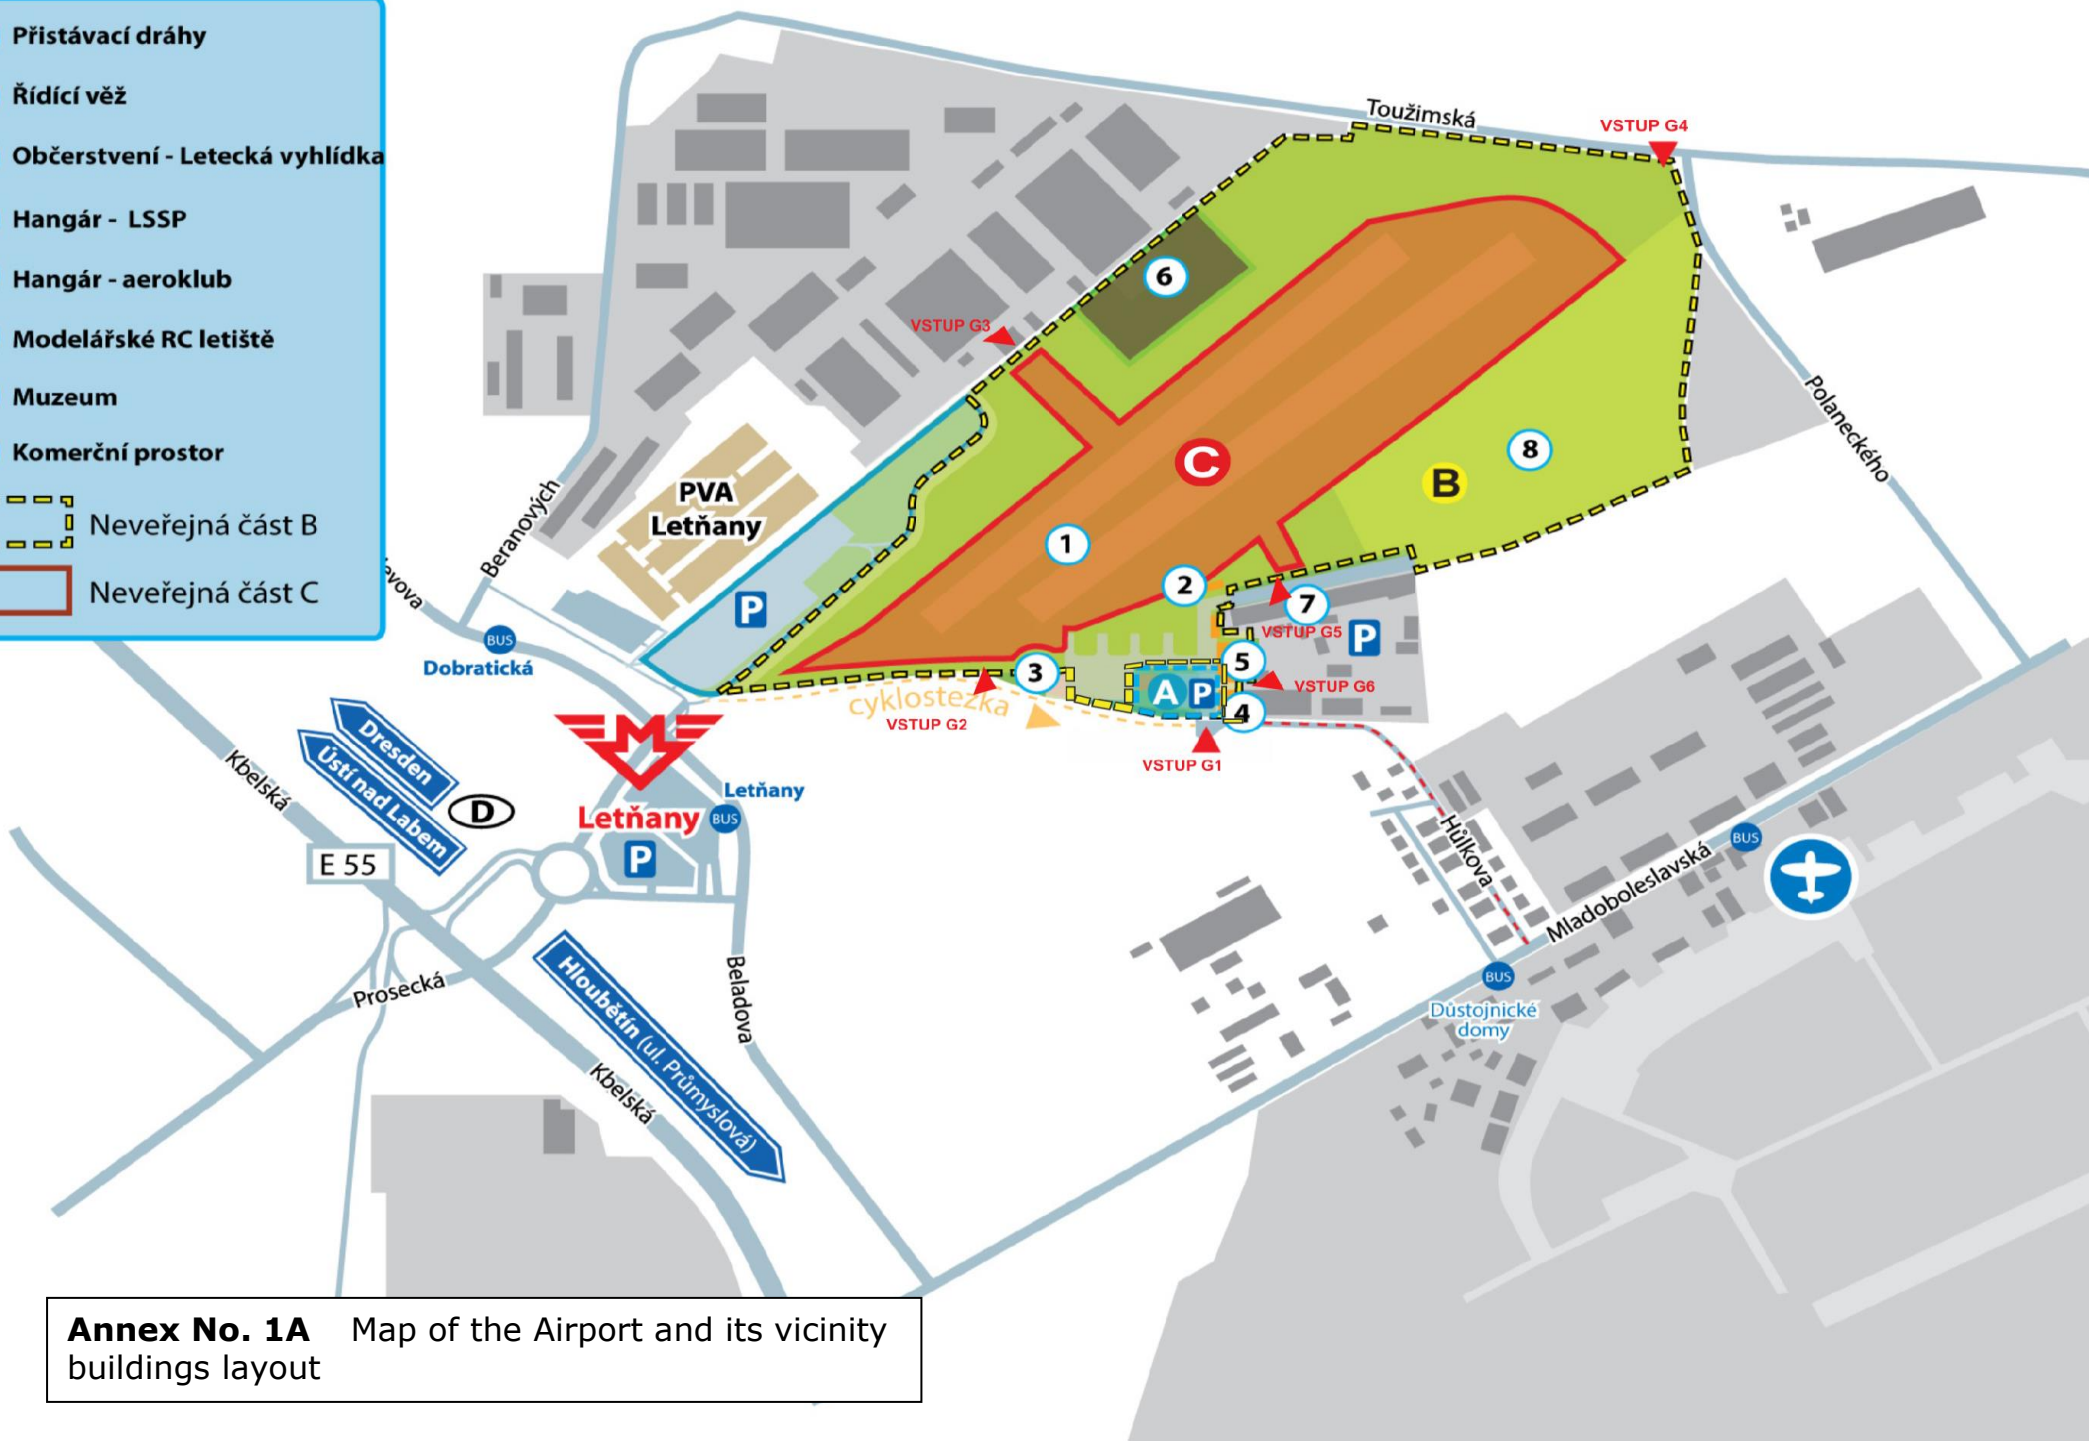 Přistávací dráhy
Řídící věž
Občerstvení - Letecká vyhlídka
Hangár - LSSP
Hangár - aeroklub
Modelářské RC letiště
Muzeum
Komerční prostor
Neveřejná část B
Neveřejná část C
Toužimská
VSTUP G4
6
VSTUP G3
Polaneckého
C
8
B
PVA
Letňany
Beranových
1
2
7
P
VSTUP G5
P
BUS
Dobratická
3
5
A
P
VSTUP G6
4
cyklostezka
VSTUP G2
VSTUP G1
Dresden
Ústí nad Labem
D
Kbelská
Letňany
BUS
Letňany
P
E 55
Hůlkova
Mladoboleslavská
BUS
Prosecká
Hloubětín (ul. Průmyslová)
Beladova
BUS
Důstojnické
domy
Kbelská
Annex No. 1A Map of the Airport and its vicinity
buildings layout